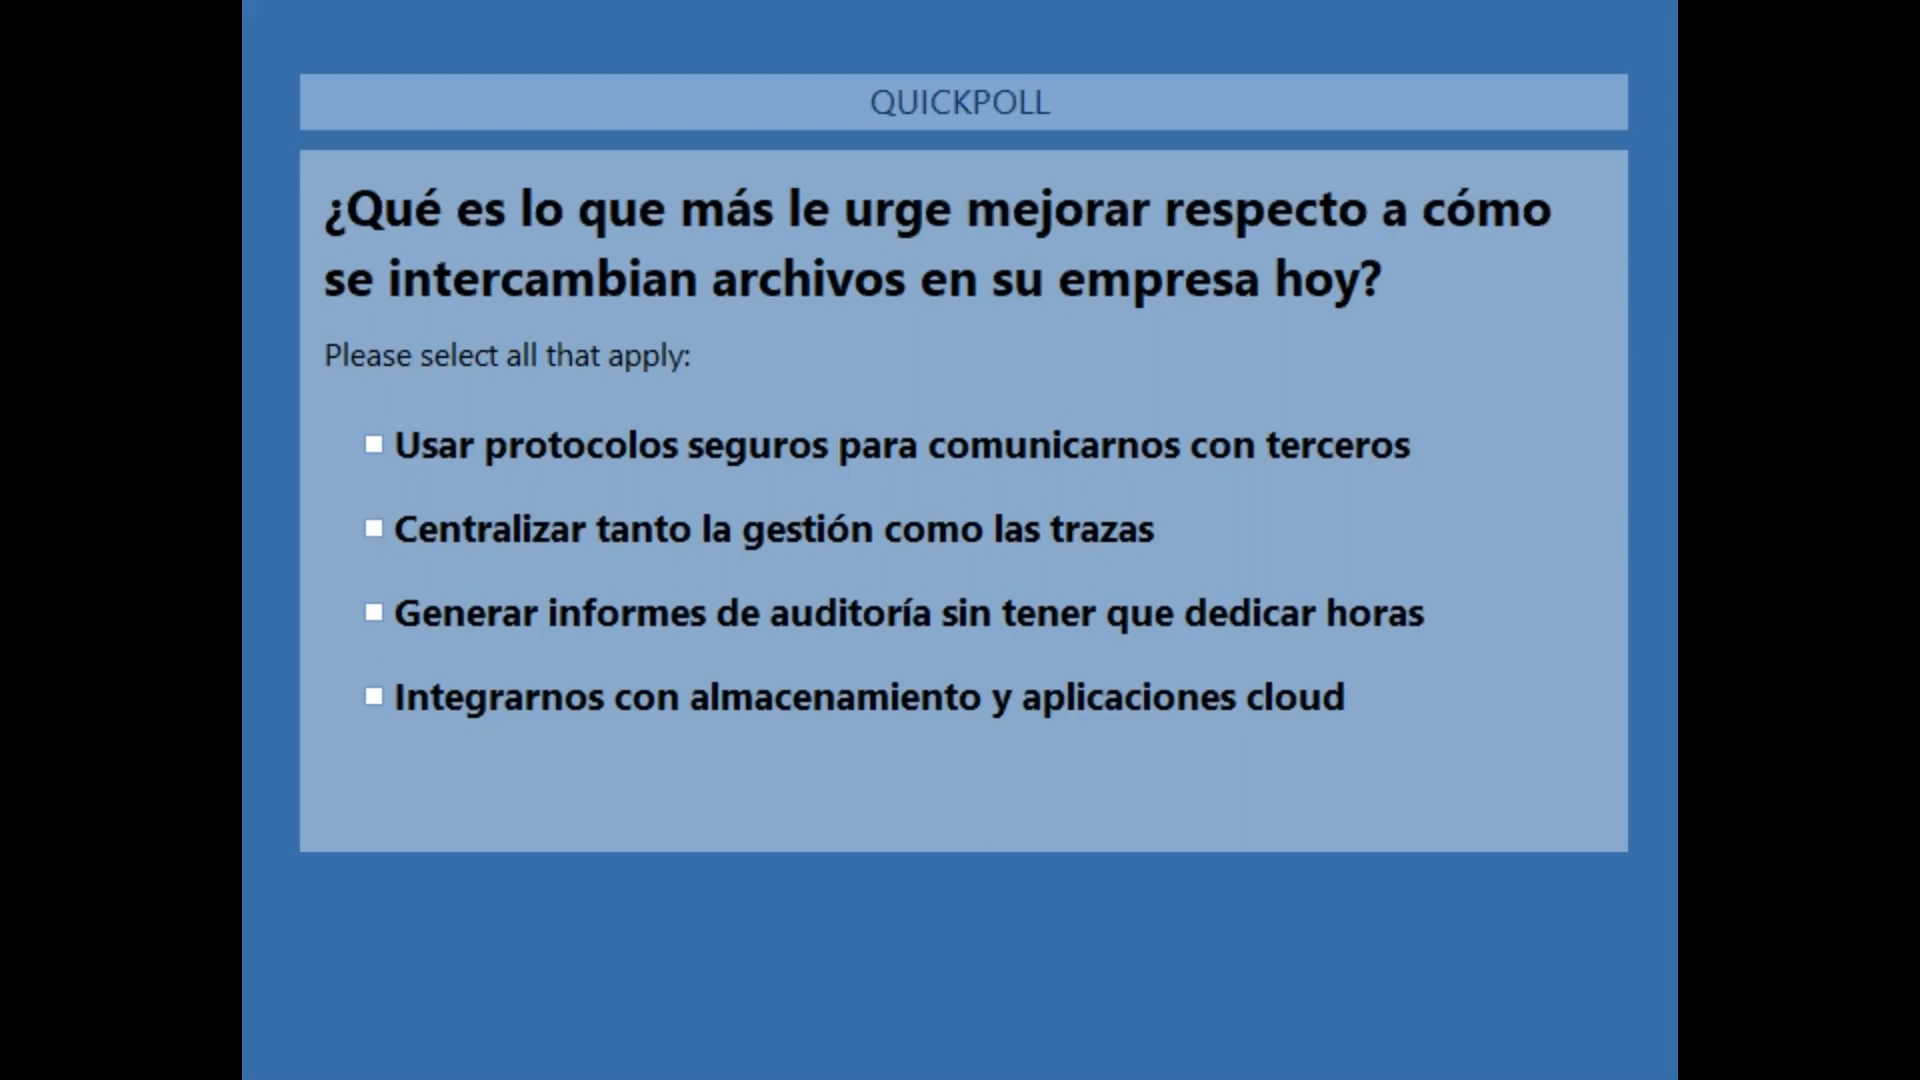 QUICKPOLL
¿Qué es lo que más le urge mejorar respecto a cómo
se intercambian archivos en su empresa hoy?
Please select all that apply:
Usar protocolos seguros para comunicarnos con terceros
Centralizar tanto la gestión como las trazas
Generar informes de auditoría sin tener que dedicar horas
Integrarnos con almacenamiento y aplicaciones cloud